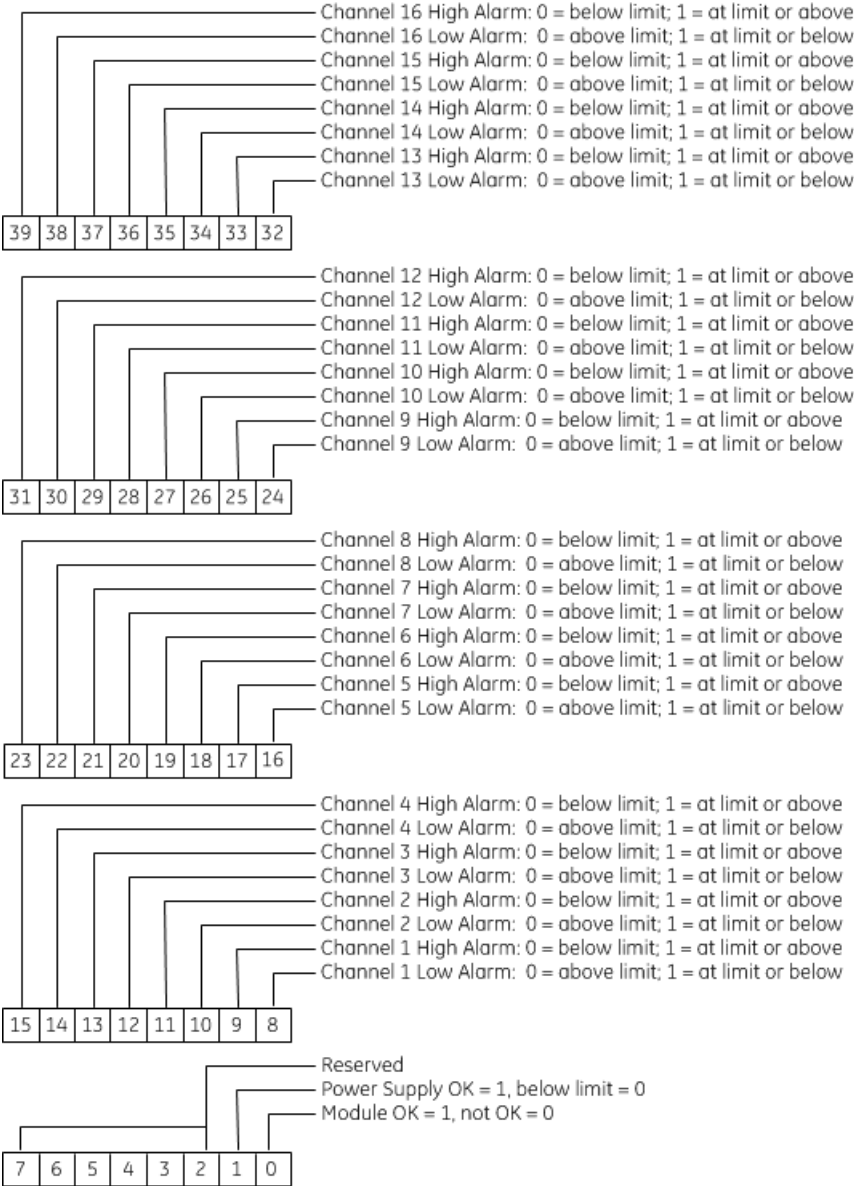 Channel 16 High Alarm: 0 = below limit; 1 = at limit or above
Channel 16 Low Alarm: 0 = above limit; 1 = at limit or below
Channel 15 High Alarm: 0 = below limit; 1 = at limit or above
Channel 15 Low Alarm: 0 = above limit; 1 = at limit or below
Channel 14 High Alarm: 0 = below limit; 1 = at limit or above
Channel 14 Low Alarm: 0 = above limit; 1 = at limit or below
Channel 13 High Alarm: 0 = below limit; 1 = at limit or above
Channel 13 Low Alarm: 0 = above limit; 1 = at limit or below
39 38 37 36 35 34 33 32
Channel 12 High Alarm: 0 = below limit; 1 = at limit or above
Channel 12 Low Alarm: 0 = above limit; 1 = at limit or below
Channel 11 High Alarm: 0 = below limit; 1 = at limit or above
Channel 11 Low Alarm: 0 = above limit; 1 = at limit or below
Channel 10 High Alarm: 0 = below limit; 1 = at limit or above
Channel 10 Low Alarm: 0 = above limit; 1 = at limit or below
Channel 9 High Alarm: 0 = below limit; 1 = at limit or above
Channel 9 Low Alarm: 0 = above limit; 1 = at limit or below
31 30 29 28 27 26 25 24
Channel 8 High Alarm: 0 = below limit; 1 = at limit or above
Channel 8 Low Alarm: 0 = above limit; 1 = at limit or below
Channel 7 High Alarm: 0 = below limit; 1 = at limit or above
Channel 7 Low Alarm: 0 = above limit; 1 = at limit or below
Channel 6 High Alarm: 0 = below limit; 1 = at limit or above
Channel 6 Low Alarm: 0 = above limit; 1 = at limit or below
Channel 5 High Alarm: 0 = below limit; 1 = at limit or above
Channel 5 Low Alarm: 0 = above limit; 1 = at limit or below
23 22 21 20 19 18 17 16
Channel 4 High Alarm: 0 = below limit; 1 = at limit or above
Channel 4 Low Alarm: 0 = above limit; 1 = at limit or below
Channel 3 High Alarm: 0 = below limit; 1 = at limit or above
Channel 3 Low Alarm: 0 = above limit; 1 = at limit or below
Channel 2 High Alarm: 0 = below limit; 1 = at limit or above
Channel 2 Low Alarm: 0 = above limit; 1 = at limit or below
Channel 1 High Alarm: 0 = below limit; 1 = at limit or above
Channel 1 Low Alarm: 0 = above limit; 1 = at limit or below
15 14 13 12 11 10 9 8
Reserved
Power Supply OK = 1, below limit = 0
Module OK = 1, not OK = 0
7 6 5 4 3 2 1 0